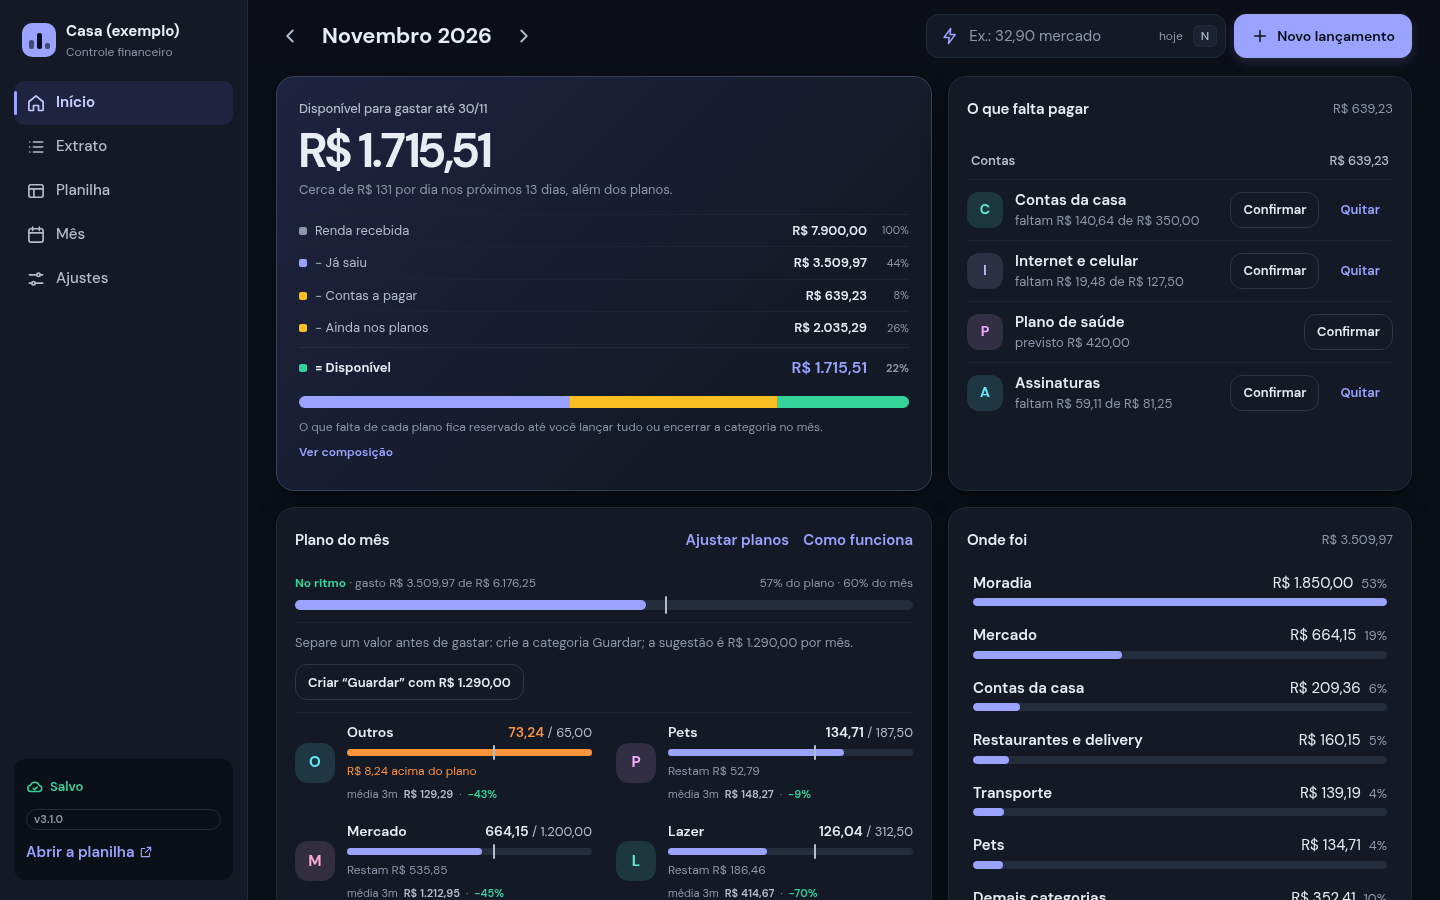 Casa (exemplo)
Controle financeiro
Início
Extrato
Planilha
Mês
Ajustes
Salvo
v3.1.0
Abrir a planilha
Novembro 2026
Ex.: 32,90 mercado
hoje
N
Novo lançamento
Disponível para gastar até 30/11
R$ 1.715,51
Cerca de R$ 131 por dia nos próximos 13 dias, além dos planos.
Renda recebida R$ 7.900,00 100%
− Já saiu R$ 3.509,97 44%
− Contas a pagar R$ 639,23 8%
− Ainda nos planos R$ 2.035,29 26%
= Disponível R$ 1.715,51 22%
O que falta de cada plano fica reservado até você lançar tudo ou encerrar a categoria no mês.
Ver composição
O que falta pagar R$ 639,23
Contas R$ 639,23
C
Contas da casa
faltam R$ 140,64 de R$ 350,00
Confirmar Quitar
I
Internet e celular
faltam R$ 19,48 de R$ 127,50
Confirmar Quitar
P
Plano de saúde
previsto R$ 420,00
Confirmar
A
Assinaturas
faltam R$ 59,11 de R$ 81,25
Confirmar Quitar
Plano do mês
Ajustar planos Como funciona
No ritmo · gasto R$ 3.509,97 de R$ 6.176,25
57% do plano · 60% do mês
Separe um valor antes de gastar: crie a categoria Guardar; a sugestão é R$ 1.290,00 por mês.
Criar “Guardar” com R$ 1.290,00
O
Outros 73,24 / 65,00
R$ 8,24 acima do plano
média 3m R$ 129,29 · −43%
P
Pets 134,71 / 187,50
Restam R$ 52,79
média 3m R$ 148,27 · −9%
M
Mercado 664,15 / 1.200,00
Restam R$ 535,85
média 3m R$ 1.212,95 · −45%
L
Lazer 126,04 / 312,50
Restam R$ 186,46
média 3m R$ 414,67 · −70%
Onde foi R$ 3.509,97
Moradia R$ 1.850,00 53%
Mercado R$ 664,15 19%
Contas da casa R$ 209,36 6%
Restaurantes e delivery R$ 160,15 5%
Transporte R$ 139,19 4%
Pets R$ 134,71 4%
Demais categorias R$ 352,41 10%